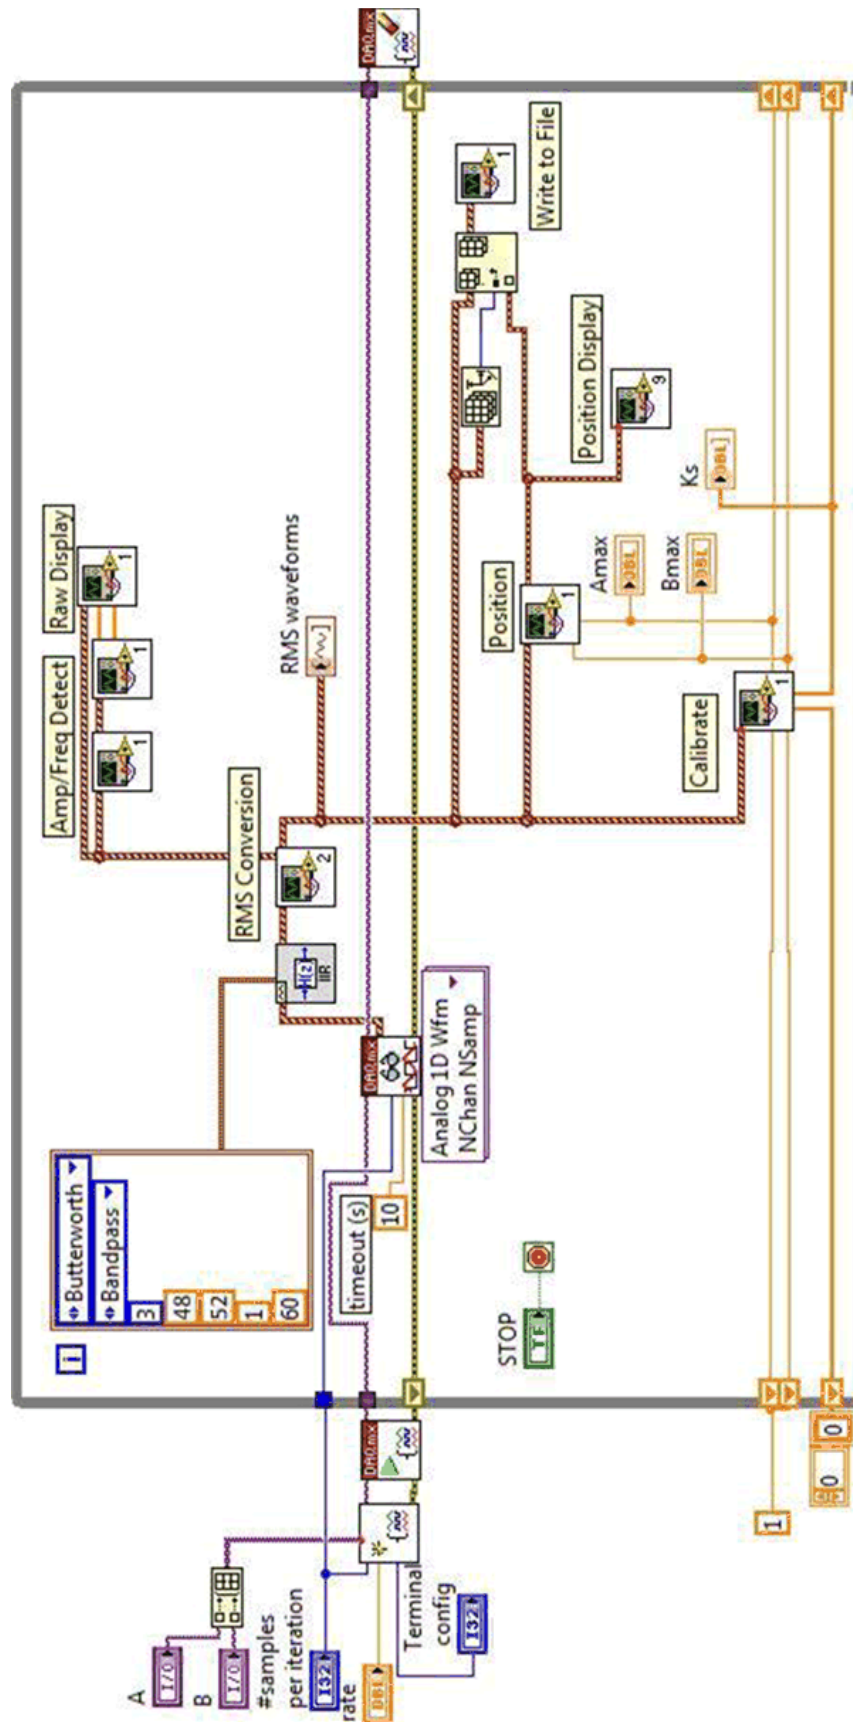 A
I/O
B
I/O
#samples
per iteration
I32
rate
DBL
Terminal
config
I32
DAQmx
i
Butterworth
Bandpass
3
48
52
1
60
timeout (s)
10
STOP
TF
1
0
0
DAQmx
Analog 1D Wfm
NChan NSamp
IIR
RMS Conversion
2
Amp/Freq Detect
1
1
Raw Display
1
RMS waveforms
Calibrate
1
Position
1
Amax
DBL
Bmax
DBL
Ks
DBL
Position Display
9
Write to File
1
DAQmx